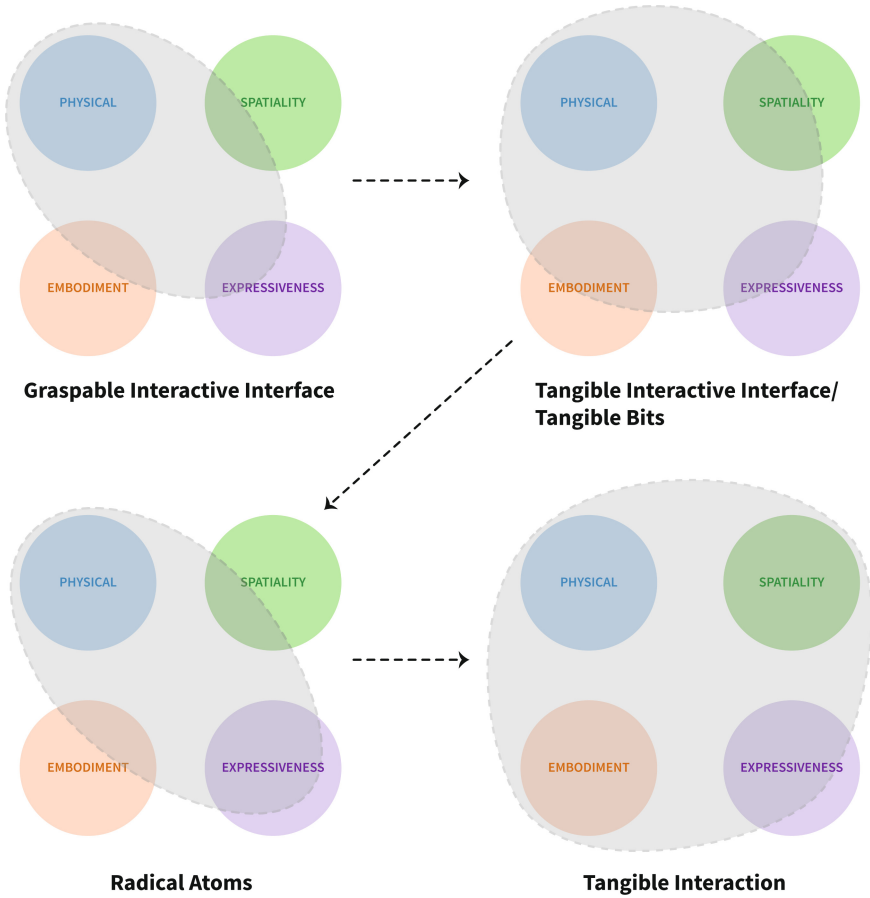 PHYSICAL
SPATIALITY
EMBODIMENT
EXPRESSIVENESS
Graspable Interactive Interface
PHYSICAL
SPATIALITY
EMBODIMENT
EXPRESSIVENESS
Tangible Interactive Interface/
Tangible Bits
PHYSICAL
SPATIALITY
EMBODIMENT
EXPRESSIVENESS
Radical Atoms
PHYSICAL
SPATIALITY
EMBODIMENT
EXPRESSIVENESS
Tangible Interaction